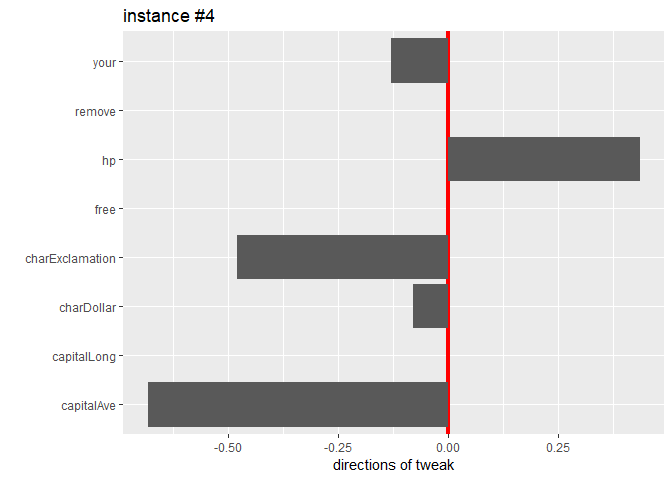 instance #4
your
remove
hp
free
charExclamation
charDollar
capitalLong
capitalAve
-0.50 -0.25 0.00 0.25
directions of tweak